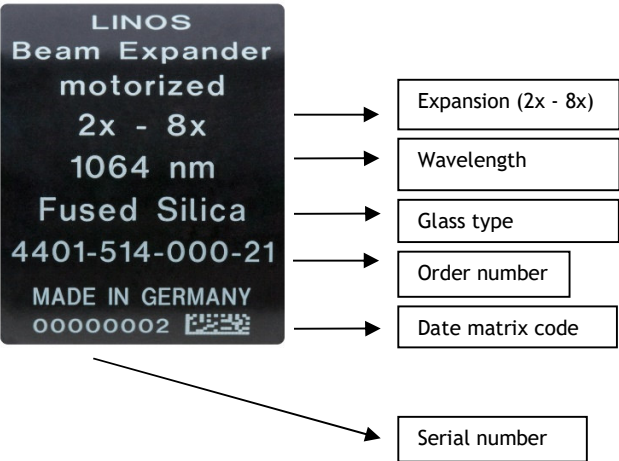 LINOS
Beam Expander
motorized
2x - 8x
1064 nm
Fused Silica
4401-514-000-21
MADE IN GERMANY
00000002
Expansion (2x - 8x)
Wavelength
Glass type
Order number
Date matrix code
Serial number